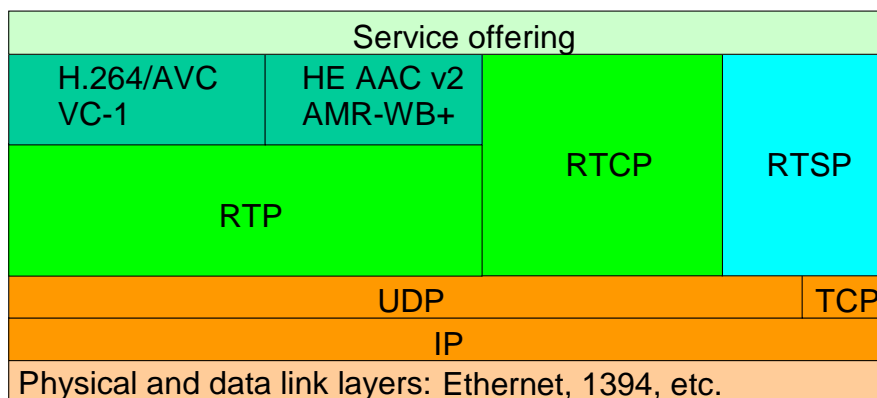 Service offering
H.264/AVC
VC-1
HE AAC v2
AMR-WB+
RTCP
RTSP
RTP
UDP
TCP
IP
Physical and data link layers: Ethernet, 1394, etc.